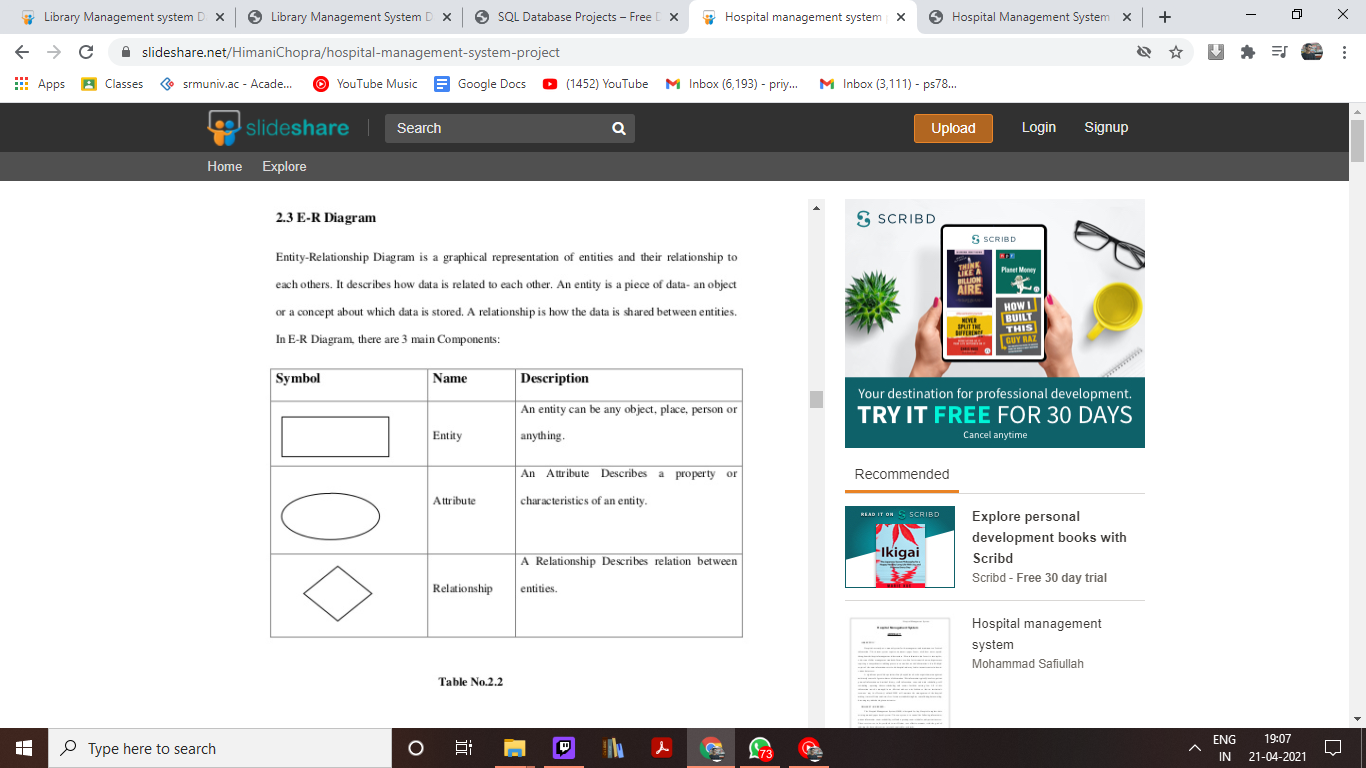 Library Management system D
Library Management System D
SQL Database Projects – Free D
Hospital management system p
Hospital Management System
slideshare.net/HimaniChopra/hospital-management-system-project
Apps
Classes
srmuniv.ac - Acade...
YouTube Music
Google Docs
(1452) YouTube
Inbox (6,193) - priy...
Inbox (3,111) - ps78...
slideshare
Search
Upload
Login
Signup
Home
Explore
2.3 E-R Diagram
Entity-Relationship Diagram is a graphical representation of entities and their relationship to
each others. It describes how data is related to each other. An entity is a piece of data- an object
or a concept about which data is stored. A relationship is how the data is shared between entities.
In E-R Diagram, there are 3 main Components:
Symbol
Name
Description
Entity
An entity can be any object, place, person or
anything.
Attribute
An Attribute Describes a property or
characteristics of an entity.
Relationship
A Relationship Describes relation between
entities.
Table No.2.2
SCRIBD
SCRIBD
THINK
LIKE A
BILLION
AIRE
npr
Planet Money
NEVER
SPLIT THE
DIFFERENCE
HOW I
BUILT
THIS
GUY RAZ
Your destination for professional development.
TRY IT FREE FOR 30 DAYS
Cancel anytime
Recommended
READ IT ON SCRIBD
Ikigai
Explore personal
development books with
Scribd
Scribd - Free 30 day trial
Hospital management
system
Mohammad Safiullah
Type here to search
73
ENG
IN
19:07
21-04-2021